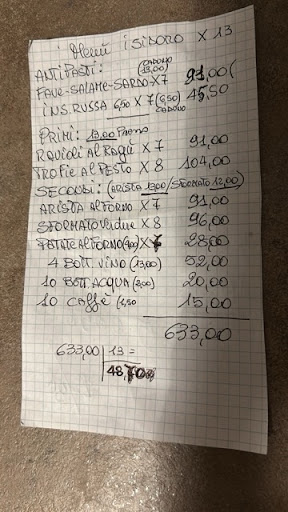 Menù ISIDORO X 13
ANTIPASTI: (CADUNO 13,00)
FAVE-SALAME-SARDO X7 91,00 (
INS. RUSSA 6,50 X 7 (6,50) CADUNO 45,50
PRIMI: 13,00
RAVIOLI AL RAGÙ X 7 91,00
TROFIE AL PESTO X 8 104,00
SECONDI: (ARISTA 13,00/SFORMATO 12,00)
ARISTA AL FORNO X 7 91,00
SFORMATO Verdure X 8 96,00
PATATE AL FORNO (4,00) X 7 28,00
4 BOTT. VINO (13,00) 52,00
10 BOTT ACQUA (2,00) 20,00
10 CAFFÈ (1,50 15,00
633,00
633,00 13 =
48,70